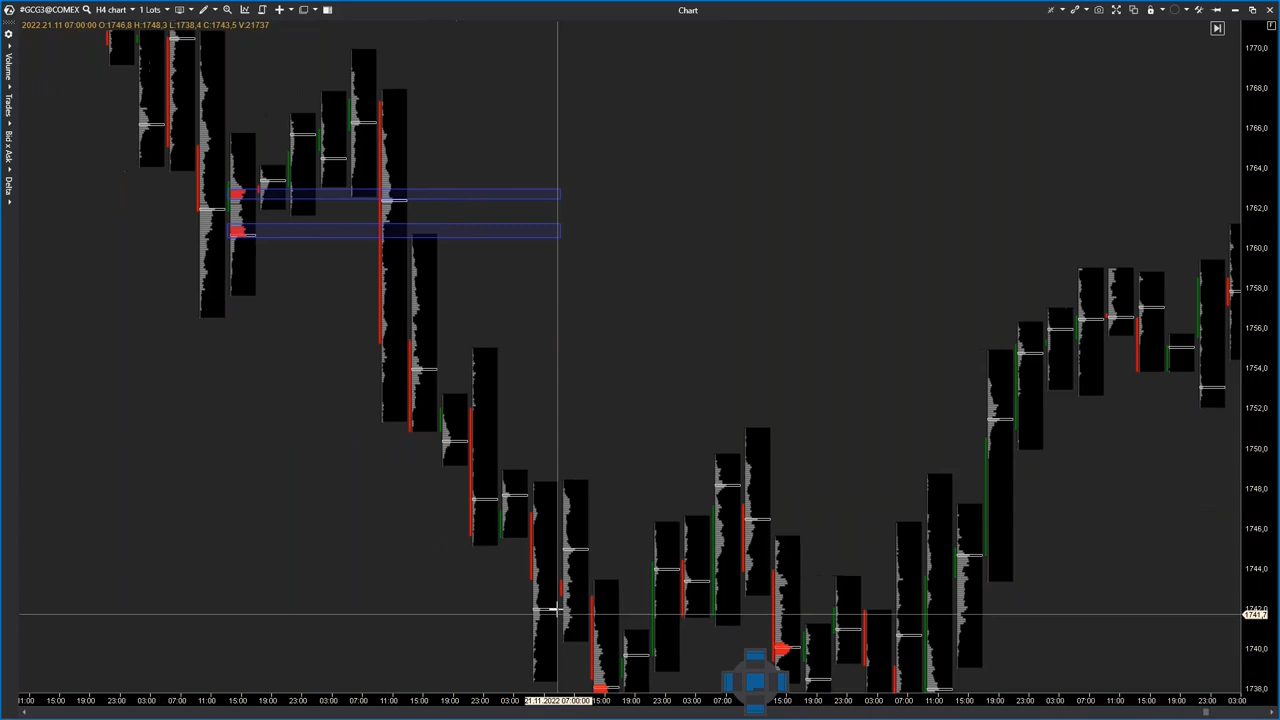 #GCG3@COMEX H4 chart 1 Lots
Chart
2022.21.11 07:00:00 O:1746,8 H:1748,3 L:1738,4 C:1743,5 V:21737
Volume
Trades
Bid x Ask
Delta
1770,0
1768,0
1766,0
1764,0
1762,0
1760,0
1758,0
1756,0
1754,0
1752,0
1750,0
1748,0
1746,0
1744,0
1742,0
1741,7
1740,0
1738,0
11:00 15:00 19:00 23:00 03:00 07:00 11:00 15:00 19:00 23:00 03:00 07:00 11:00 15:00 19:00 23:00 03:00 21.11.2022 07:00:00 15:00 19:00 23:00 03:00 07:00 11:00 15:00 19:00 23:00 03:00 07:00 11:00 15:00 19:00 23:00 03:00 07:00 11:00 15:00 19:00 23:00 03:00